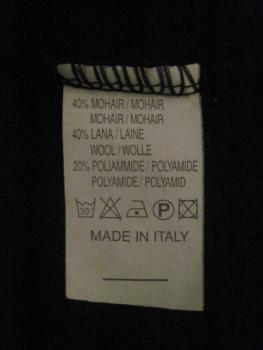 40% MOHAIR / MOHAIR
MOHAIR / MOHAIR
40% LANA / LAINE
WOOL / WOLLE
20% POLIAMMIDE / POLYAMIDE
POLYAMIDE / POLYAMID
30° P
MADE IN ITALY